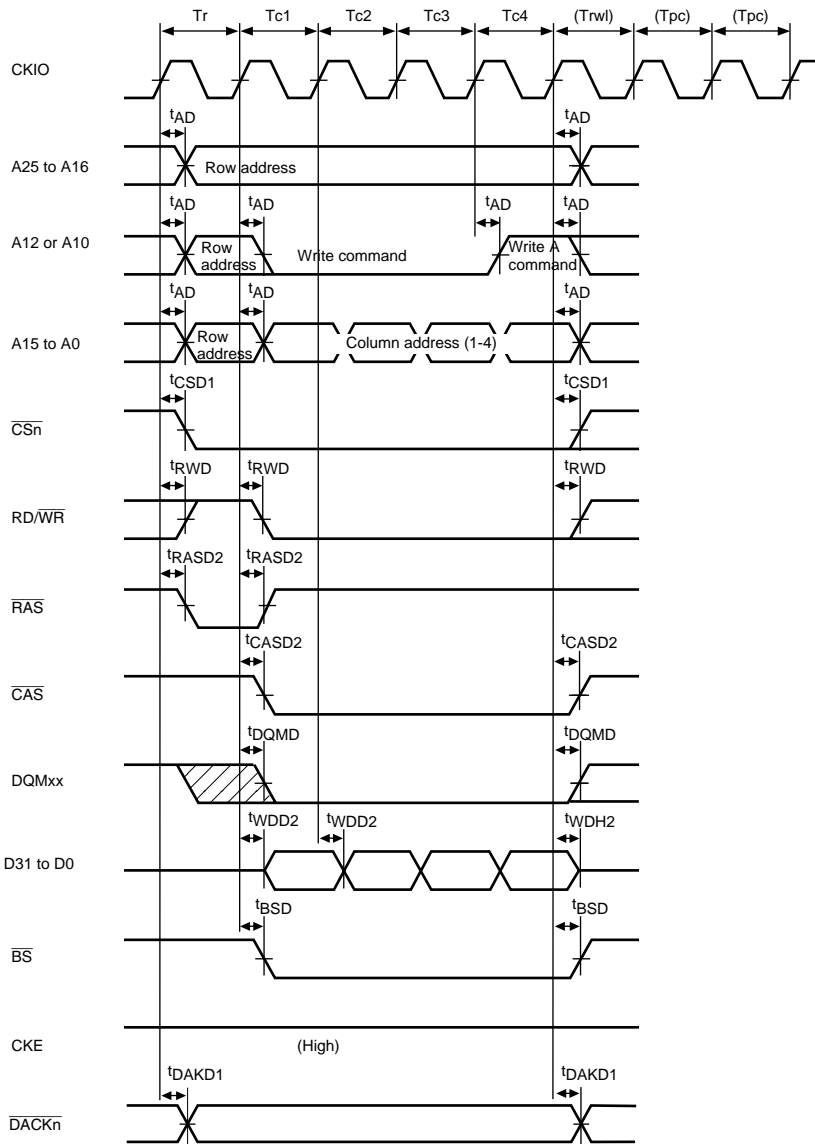 Tr Tc1 Tc2 Tc3 Tc4 (Trwl) (Tpc) (Tpc)
CKIO
tAD tAD
A25 to A16 Row address
tAD tAD tAD tAD
A12 or A10 Row address Write command Write A command
tAD tAD tAD
A15 to A0 Row address Column address (1-4)
tCSD1 tCSD1
CSn
tRWD tRWD tRWD
RD/WR
tRASD2 tRASD2
RAS
tCASD2 tCASD2
CAS
tDQMD tDQMD
DQMxx
tWDD2 tWDD2 tWDH2
D31 to D0
tBSD tBSD
BS
CKE (High)
tDAKD1 tDAKD1
DACKn